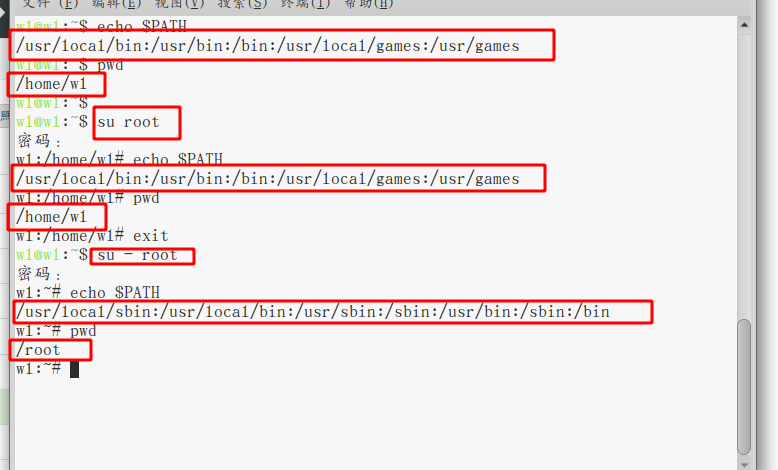 文件 (F) 编辑(E) 视图(V) 搜索(S) 终端(T) 帮助(H)
w1@w1:~$ echo $PATH
/usr/local/bin:/usr/bin:/bin:/usr/local/games:/usr/games
w1@w1:~$ pwd
/home/w1
w1@w1:~$
w1@w1:~$ su root
密码：
w1:/home/w1# echo $PATH
/usr/local/bin:/usr/bin:/bin:/usr/local/games:/usr/games
w1:/home/w1# pwd
/home/w1
w1:/home/w1# exit
w1@w1:~$ su - root
密码：
w1:~# echo $PATH
/usr/local/sbin:/usr/local/bin:/usr/sbin:/sbin:/usr/bin:/sbin:/bin
w1:~# pwd
/root
w1:~#